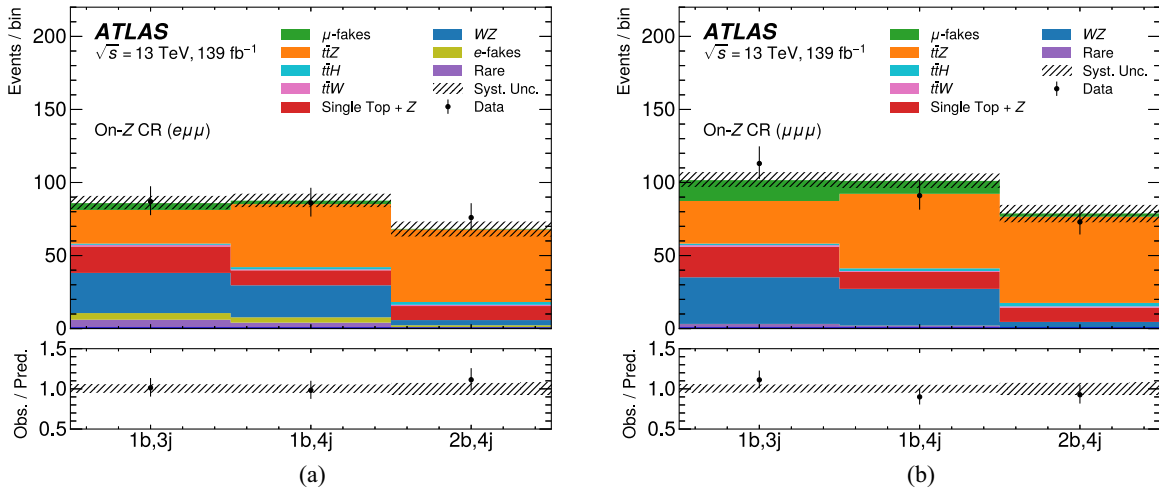 ATLAS
√s = 13 TeV, 139 fb⁻¹
μ-fakes
tt̄Z
tt̄H
tt̄W
Single Top + Z
WZ
e-fakes
Rare
Syst. Unc.
Data
On-Z CR (eμμ)
Events / bin
200
150
100
50
0
Obs. / Pred.
1.5
1.0
0.5
1b,3j 1b,4j 2b,4j
(a)
ATLAS
√s = 13 TeV, 139 fb⁻¹
μ-fakes
tt̄Z
tt̄H
tt̄W
Single Top + Z
WZ
Rare
Syst. Unc.
Data
On-Z CR (μμμ)
Events / bin
200
150
100
50
0
Obs. / Pred.
1.5
1.0
0.5
1b,3j 1b,4j 2b,4j
(b)